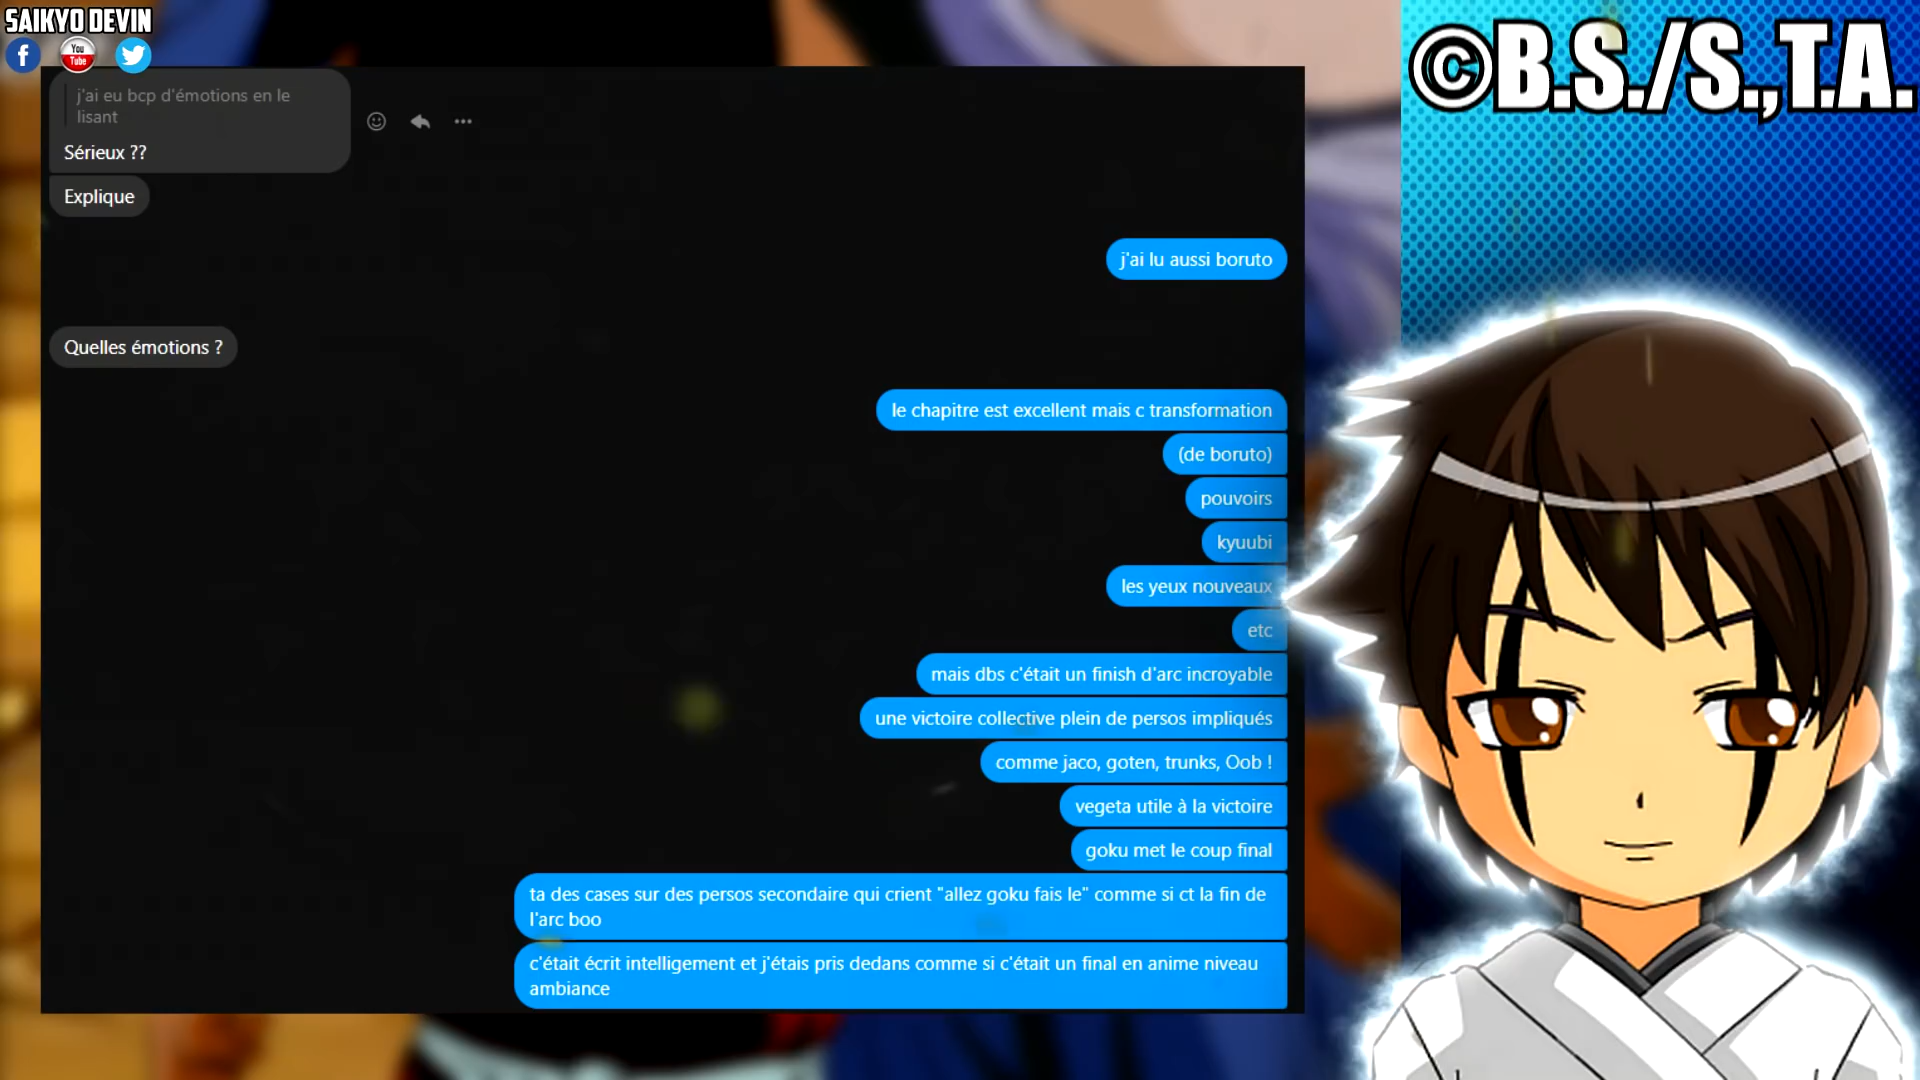 SAIKYO DEVIN
f
You
Tube
©B.S./S.,T.A.
j'ai eu bcp d'émotions en le
lisant
Sérieux ??
Explique
j'ai lu aussi boruto
Quelles émotions ?
le chapitre est excellent mais c transformation
(de boruto)
pouvoirs
kyuubi
les yeux nouveaux
etc
mais dbs c'était un finish d'arc incroyable
une victoire collective plein de persos impliqués
comme jaco, goten, trunks, Oob !
vegeta utile à la victoire
goku met le coup final
ta des cases sur des persos secondaire qui crient "allez goku fais le" comme si ct la fin de
l'arc boo
c'était écrit intelligement et j'étais pris dedans comme si c'était un final en anime niveau
ambiance